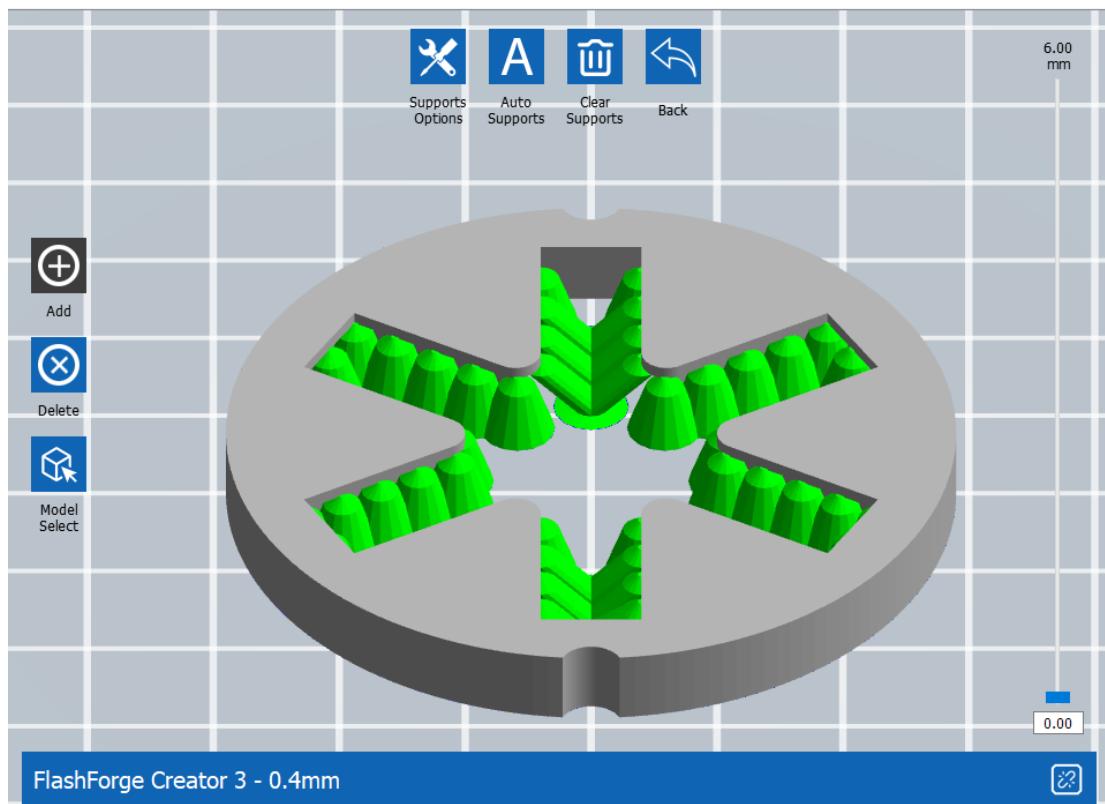 6.00
mm
Supports
Options
Auto
Supports
Clear
Supports
Back
Add
Delete
Model
Select
0.00
FlashForge Creator 3 - 0.4mm